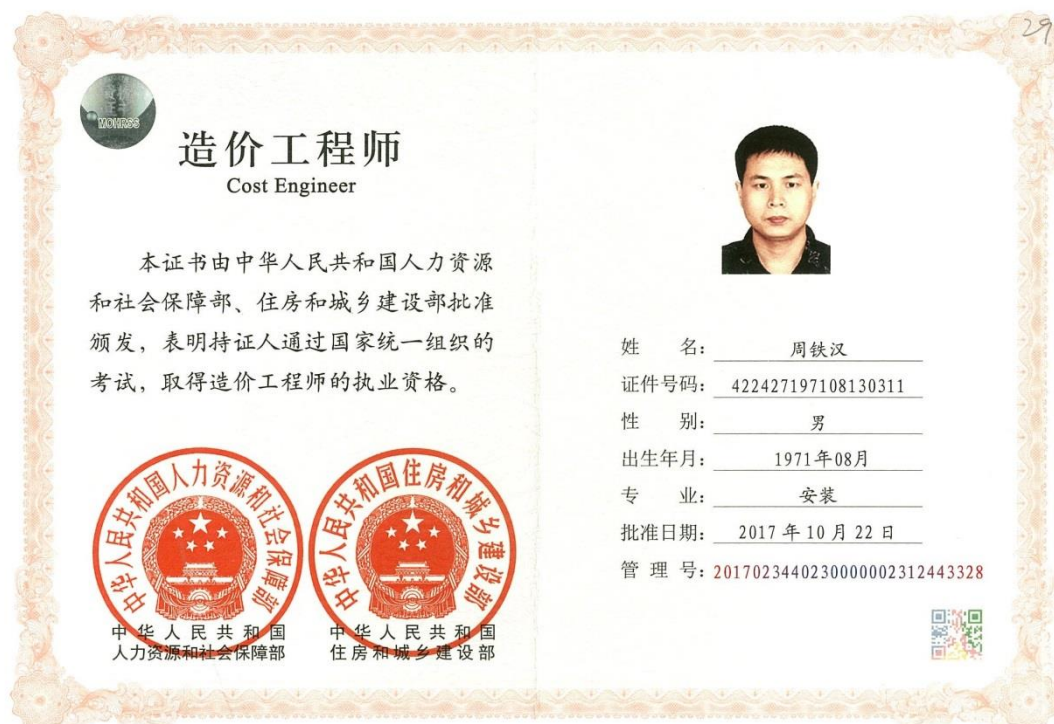 29
MOHRSS
造价工程师
Cost Engineer
本证书由中华人民共和国人力资源
和社会保障部、住房和城乡建设部批准
颁发，表明持证人通过国家统一组织的
考试，取得造价工程师的执业资格。
中华人民共和国人力资源和社会保障部
中华人民共和国住房和城乡建设部
中华人民共和国
人力资源和社会保障部
中华人民共和国
住房和城乡建设部
姓 名： 周铁汉
证件号码： 422427197108130311
性 别： 男
出生年月： 1971年08月
专 业： 安装
批准日期： 2017 年 10 月 22 日
管 理 号： 2017023440230000002312443328